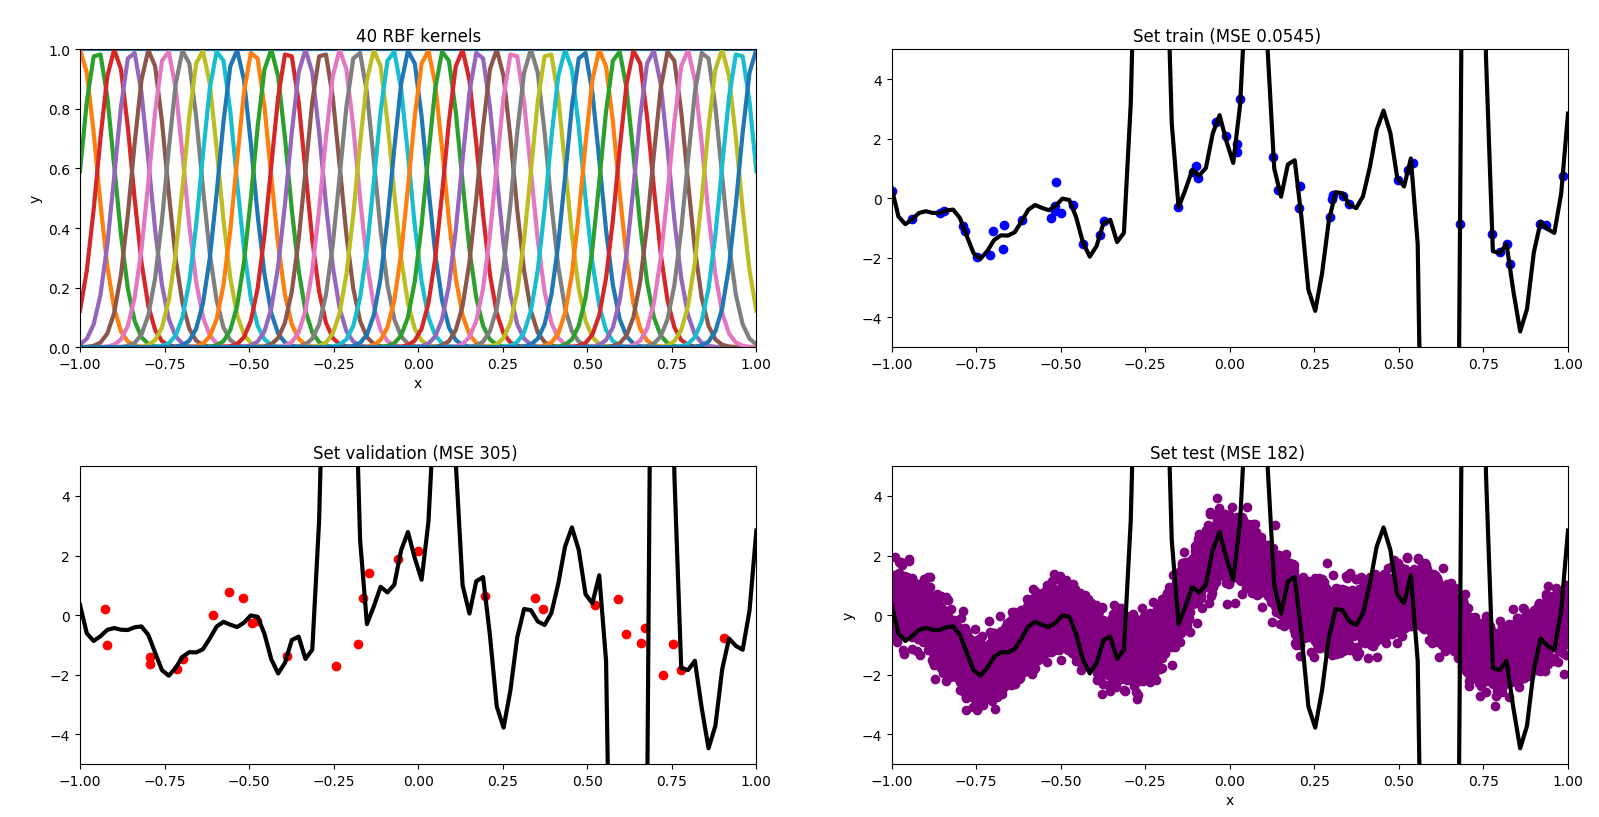 40 RBF kernels
y
1.0
0.8
0.6
0.4
0.2
0.0
−1.00 −0.75 −0.50 −0.25 0.00 0.25 0.50 0.75 1.00
x
Set train (MSE 0.0545)
4
2
0
−2
−4
−1.00 −0.75 −0.50 −0.25 0.00 0.25 0.50 0.75 1.00
Set validation (MSE 305)
4
2
0
−2
−4
−1.00 −0.75 −0.50 −0.25 0.00 0.25 0.50 0.75 1.00
Set test (MSE 182)
y
4
2
0
−2
−4
−1.00 −0.75 −0.50 −0.25 0.00 0.25 0.50 0.75 1.00
x